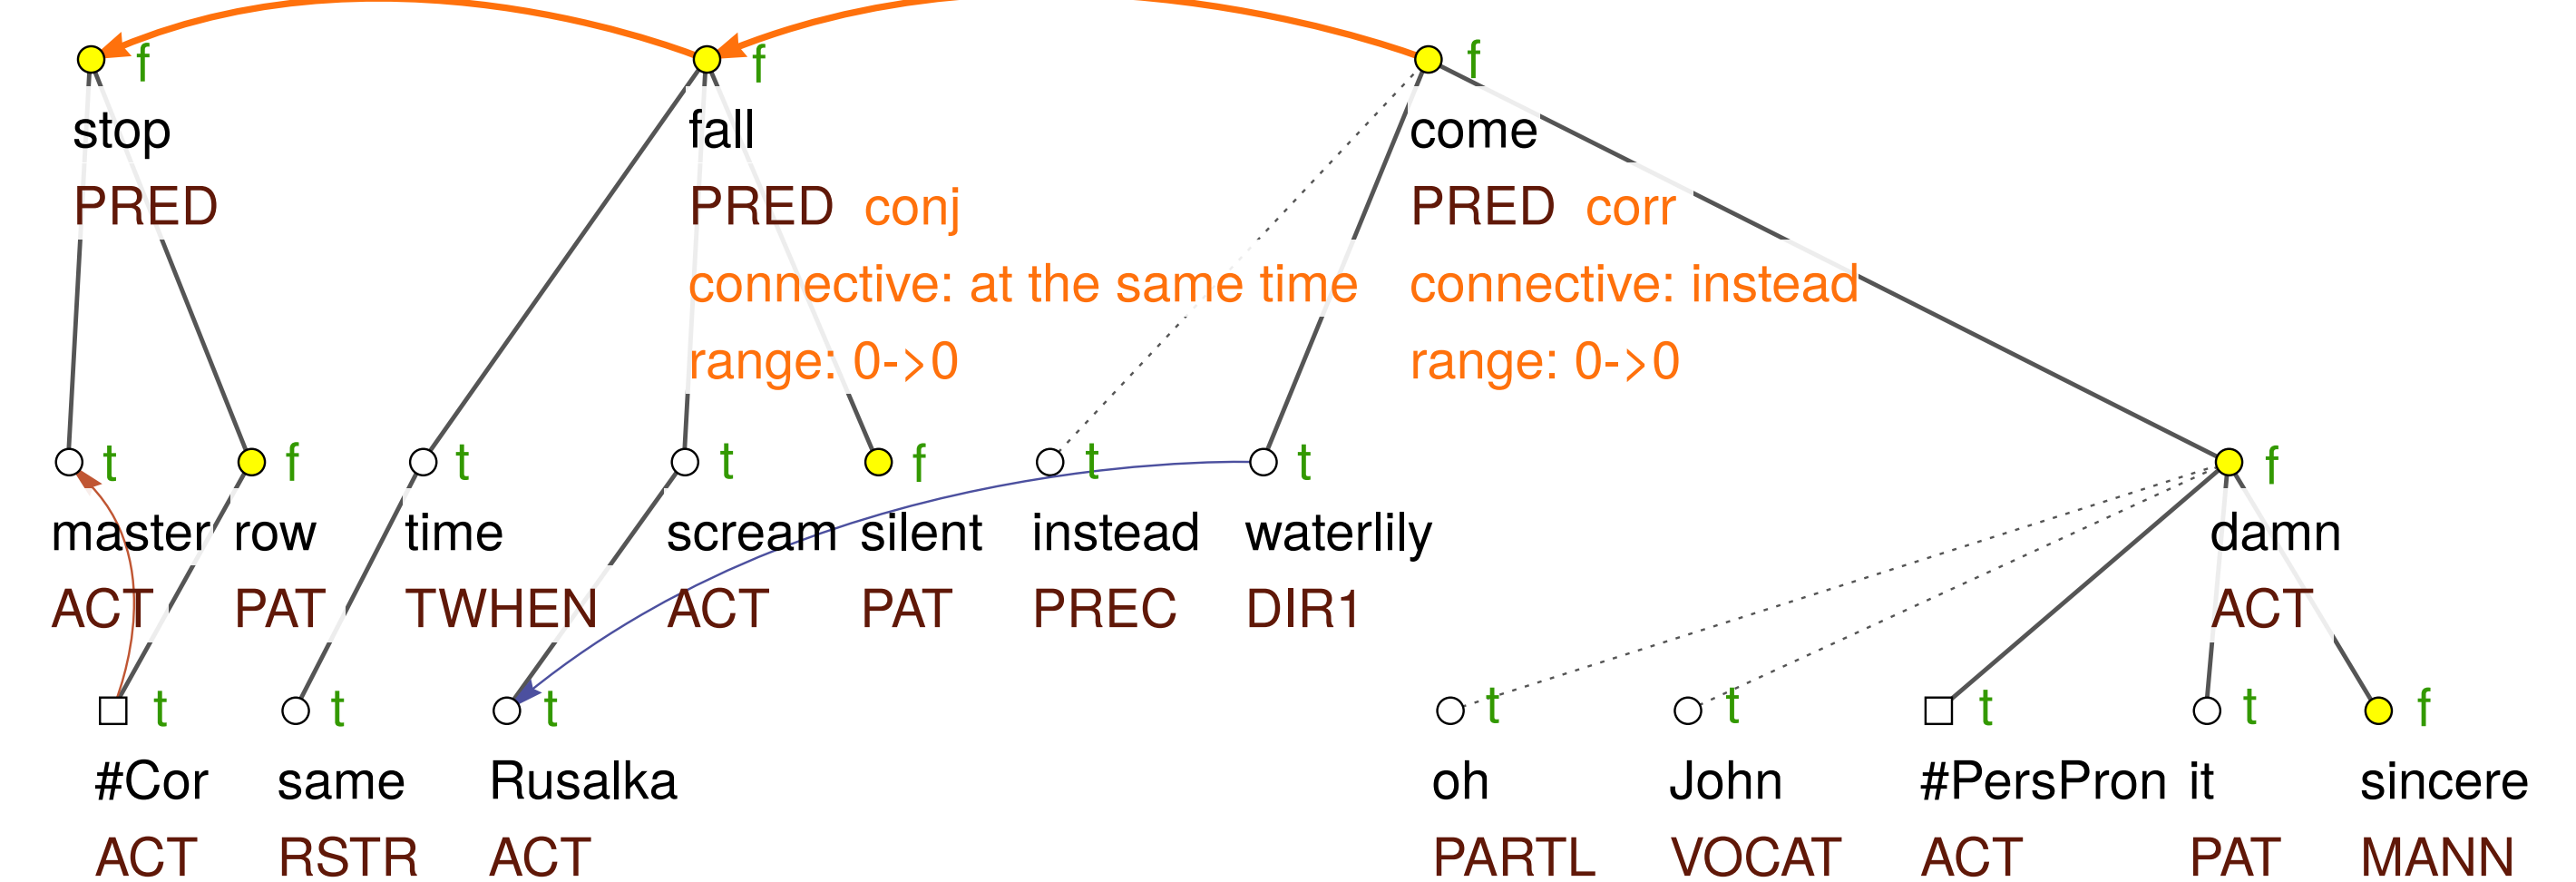 f f f
stop fall come
PRED PRED conj PRED corr
connective: at the same time connective: instead
range: 0->0 range: 0->0
t f t t f t t f
master row time scream silent instead waterlily damn
ACT PAT TWHEN ACT PAT PREC DIR1 ACT
t t t t t t t f
#Cor same Rusalka oh John #PersPron it sincere
ACT RSTR ACT PARTL VOCAT ACT PAT MANN